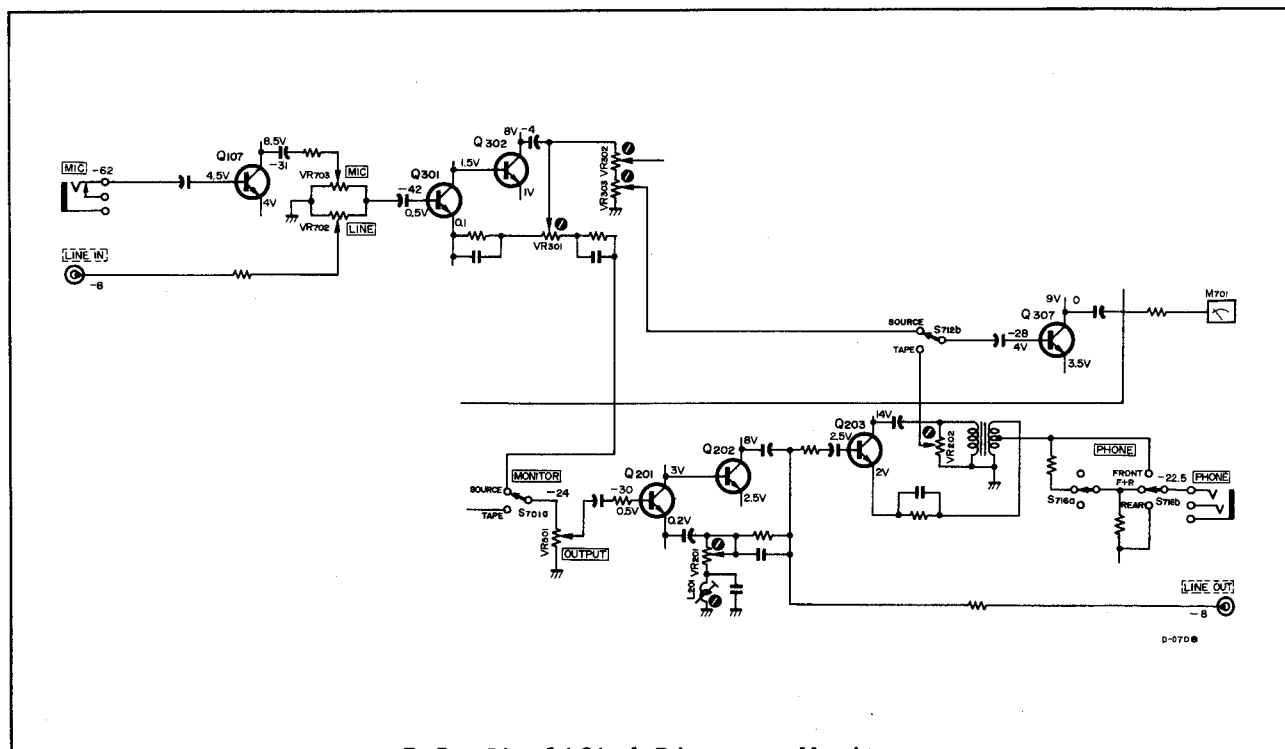 MIC
-62
4.5V
Q107
8.5V
-31
4V
VR703
MIC
VR702
LINE
LINE IN
-8
-42
0.5V
Q301
1.5V
0.1
Q302
8V
-4
1V
VR301
VR302
VR303
SOURCE
TAPE
S712b
-28
4V
Q307
9V
0
3.5V
M701
SOURCE
TAPE
MONITOR
S701a
-24
OUTPUT
-30
0.5V
Q201
3V
0.2V
Q202
8V
2.5V
VR201
L201
2.5V
Q203
14V
2V
VR202
S716a
PHONE
FRONT
F+R
REAR
S716b
-22.5
PHONE
LINE OUT
-8